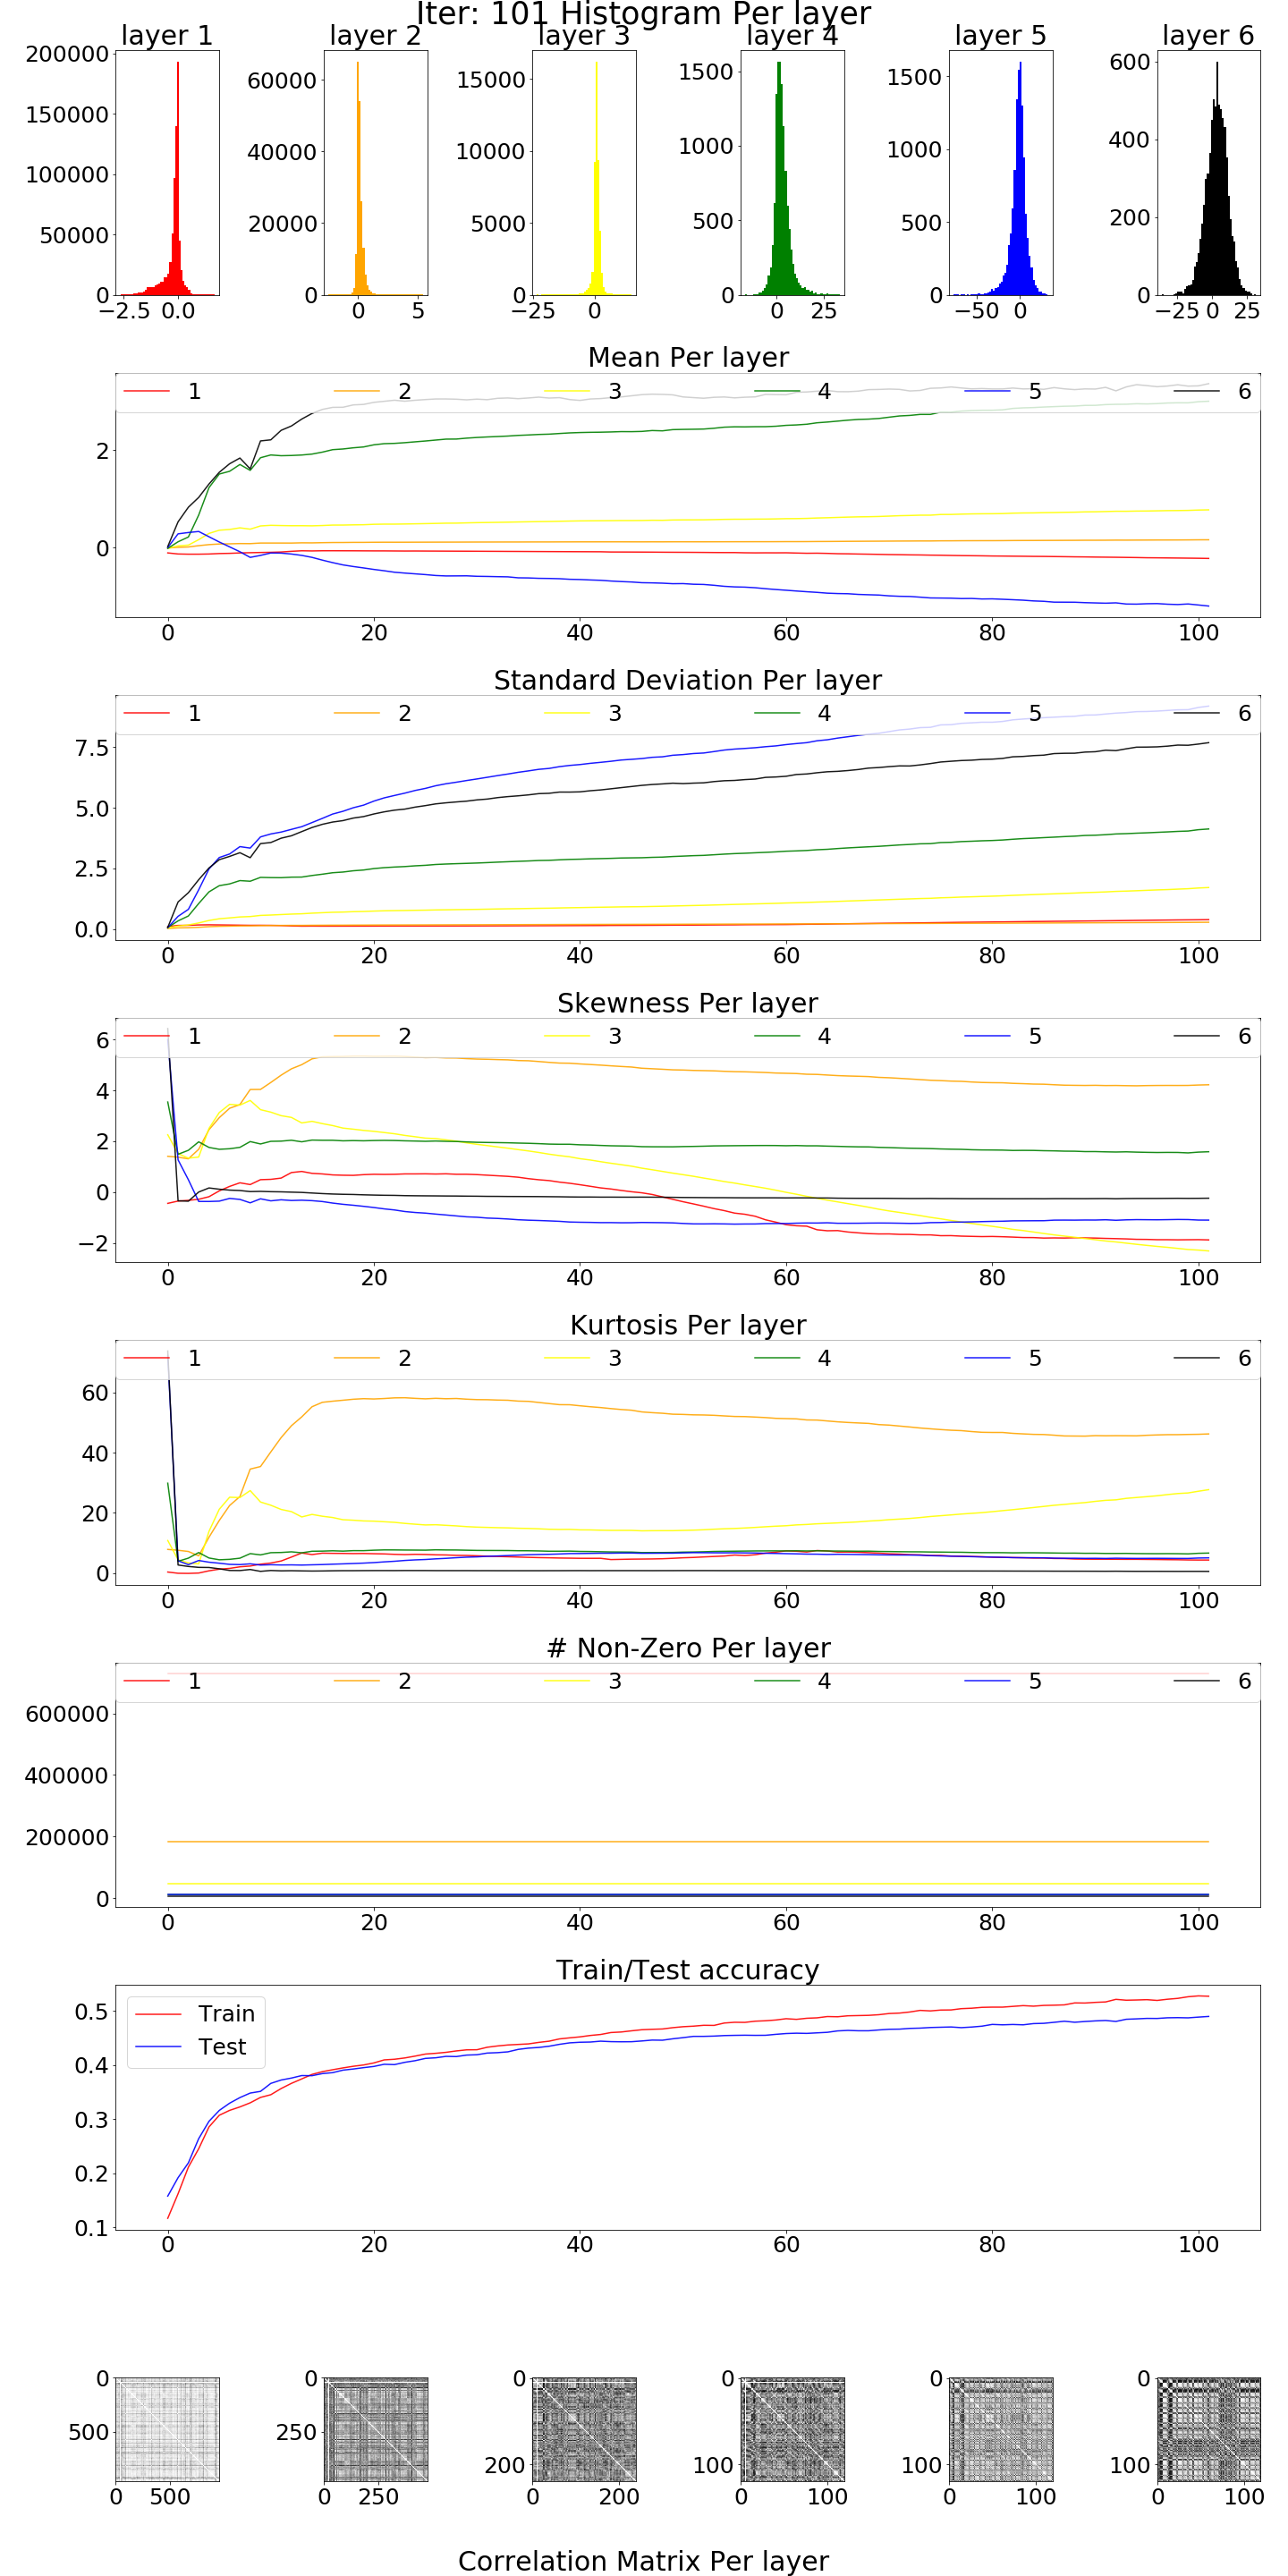 Iter: 101 Histogram Per layer
layer 1 layer 2 layer 3 layer 4 layer 5 layer 6
200000 150000 100000 50000 0 −2.5 0.0
60000 40000 20000 0 0 5
15000 10000 5000 0 −25 0
1500 1000 500 0 0 25
1500 1000 500 0 −50 0
600 400 200 0 −25 0 25
Mean Per layer
1 2 3 4 5 6
2
0
0 20 40 60 80 100
Standard Deviation Per layer
1 2 3 4 5 6
7.5
5.0
2.5
0.0
0 20 40 60 80 100
Skewness Per layer
6
1 2 3 4 5 6
4
2
0
−2
0 20 40 60 80 100
Kurtosis Per layer
1 2 3 4 5 6
60
40
20
0
0 20 40 60 80 100
# Non-Zero Per layer
1 2 3 4 5 6
600000
400000
200000
0
0 20 40 60 80 100
Train/Test accuracy
Train
Test
0.5
0.4
0.3
0.2
0.1
0 20 40 60 80 100
0 500 0 500
0 250 0 250
0 200 0 200
0 100 0 100
0 100 0 100
0 100 0 100
Correlation Matrix Per layer